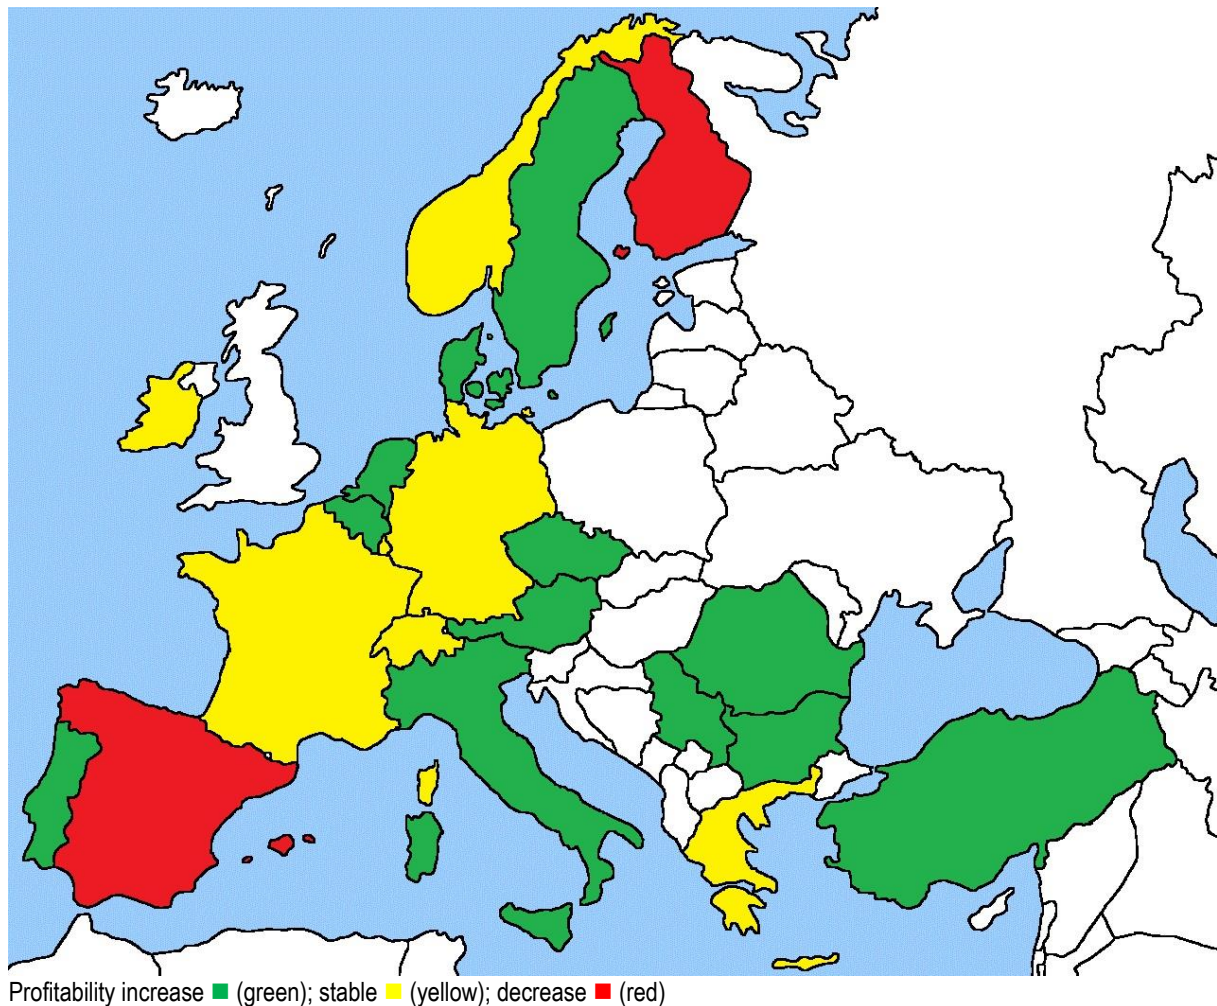 Profitability increase ■ (green); stable ■ (yellow); decrease ■ (red)